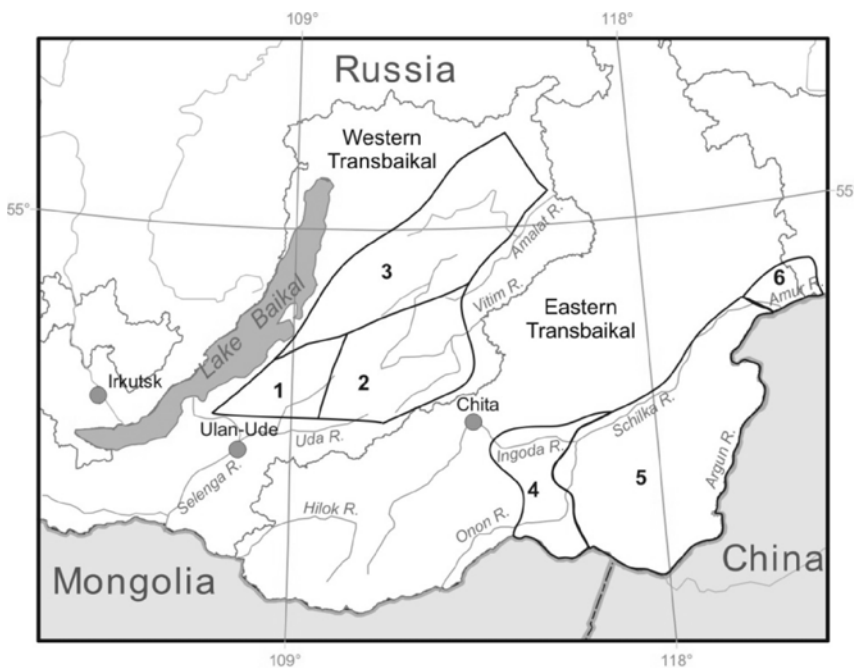 109°
118°
Russia
Western
Transbaikal
55°
55
3
Amalat R.
6
Amur R.
Lake Baikal
Vitim R.
Eastern
Transbaikal
Irkutsk
1
2
Chita
Ulan-Ude
Uda R.
Schilka R.
Ingoda R.
Selenga R.
5
Argun R.
4
Hilok R.
Onon R.
China
Mongolia
109°
118°